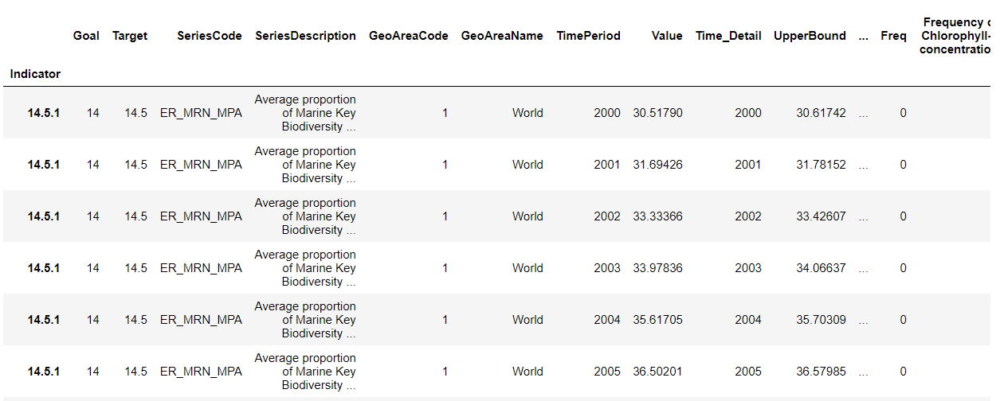 Goal Target SeriesCode SeriesDescription GeoAreaCode GeoAreaName TimePeriod Value Time_Detail UpperBound ... Freq Frequency
Chlorophyll-
concentratio
Indicator
14.5.1 14 14.5 ER_MRN_MPA Average proportion
of Marine Key
Biodiversity ... 1 World 2000 30.51790 2000 30.61742 ... 0
14.5.1 14 14.5 ER_MRN_MPA Average proportion
of Marine Key
Biodiversity ... 1 World 2001 31.69426 2001 31.78152 ... 0
14.5.1 14 14.5 ER_MRN_MPA Average proportion
of Marine Key
Biodiversity ... 1 World 2002 33.33366 2002 33.42607 ... 0
14.5.1 14 14.5 ER_MRN_MPA Average proportion
of Marine Key
Biodiversity ... 1 World 2003 33.97836 2003 34.06637 ... 0
14.5.1 14 14.5 ER_MRN_MPA Average proportion
of Marine Key
Biodiversity ... 1 World 2004 35.61705 2004 35.70309 ... 0
14.5.1 14 14.5 ER_MRN_MPA Average proportion
of Marine Key
Biodiversity ... 1 World 2005 36.50201 2005 36.57985 ... 0